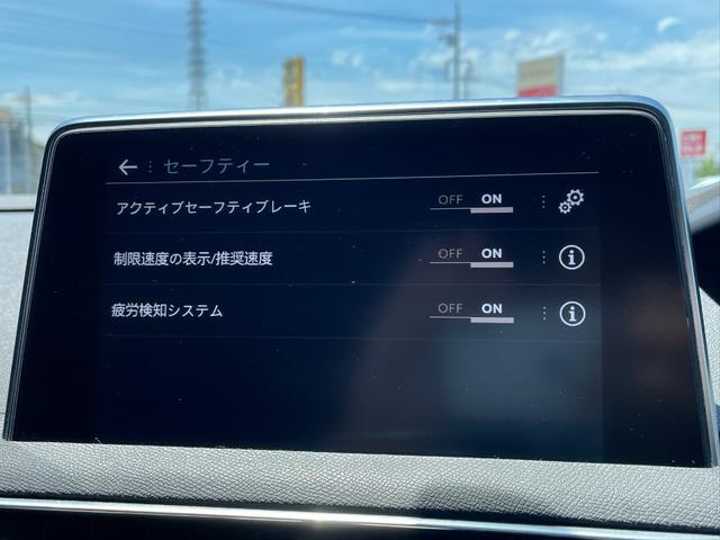 セーフティー
アクティブセーフティブレーキ OFF ON
制限速度の表示/推奨速度 OFF ON
疲労検知システム OFF ON